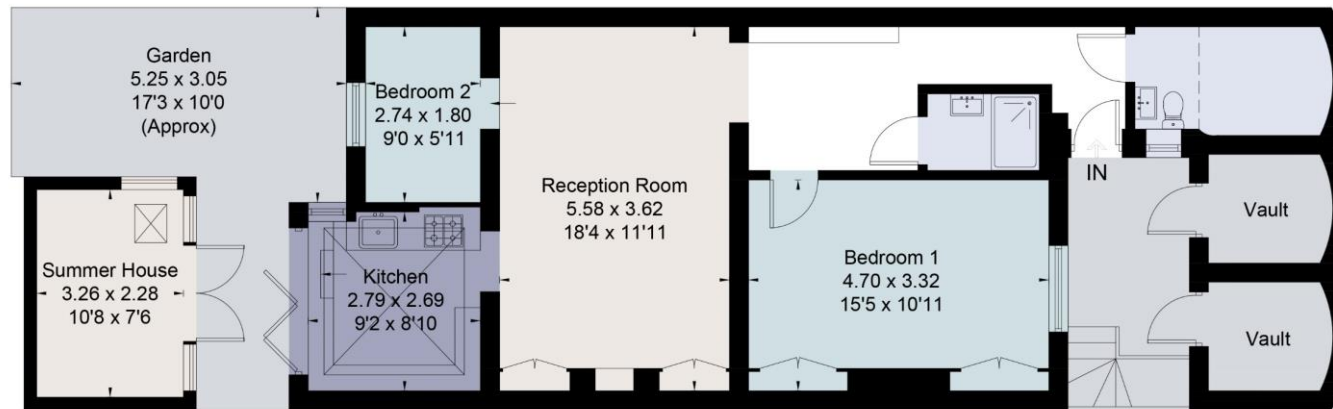 Garden
5.25 x 3.05
17'3 x 10'0
(Approx)
Bedroom 2
2.74 x 1.80
9'0 x 5'11
Reception Room
5.58 x 3.62
18'4 x 11'11
IN
Vault
Summer House
3.26 x 2.28
10'8 x 7'6
Kitchen
2.79 x 2.69
9'2 x 8'10
Bedroom 1
4.70 x 3.32
15'5 x 10'11
Vault